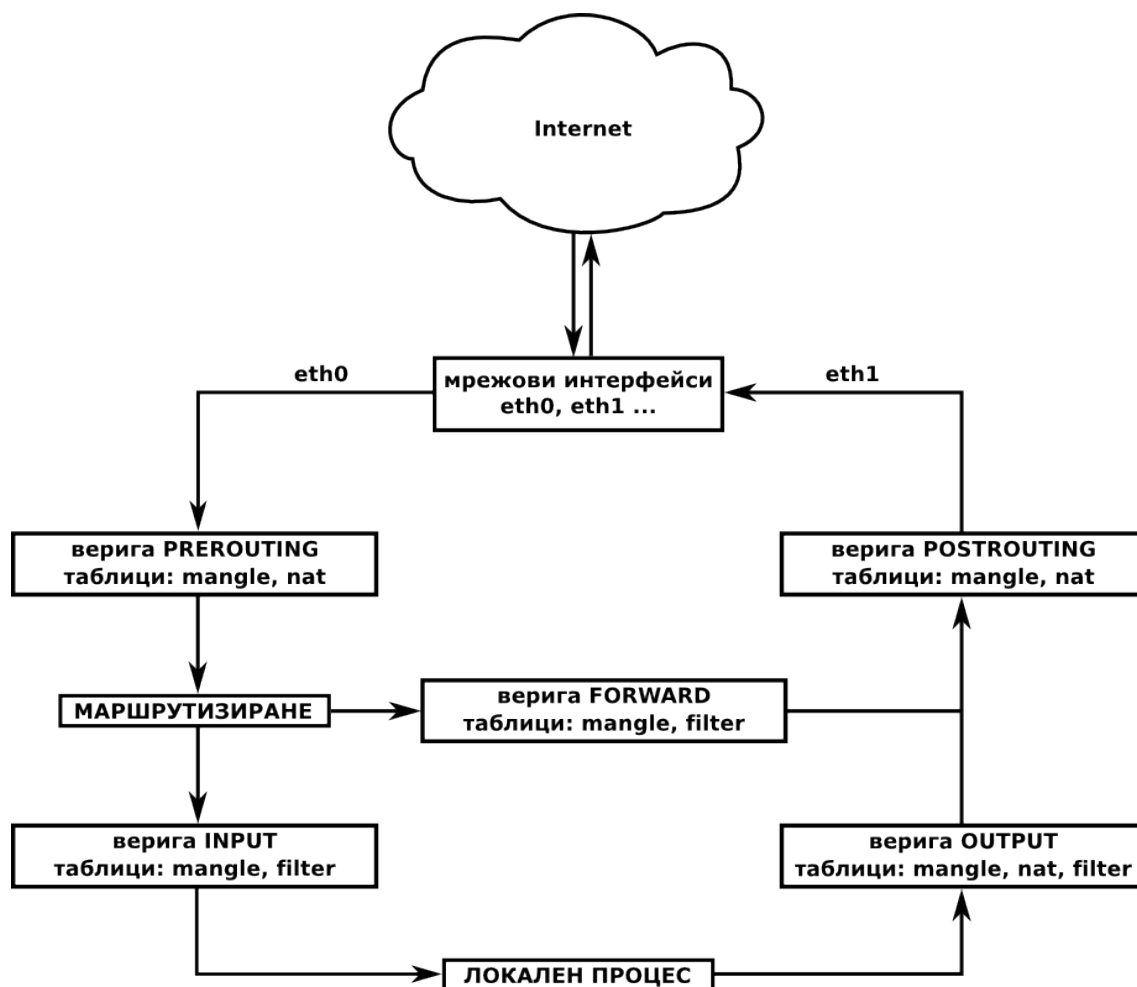 Internet
eth0
мрежови интерфейси
eth0, eth1 ...
eth1
верига PREROUTING
таблици: mangle, nat
верига POSTROUTING
таблици: mangle, nat
МАРШРУТИЗИРАНЕ
верига FORWARD
таблици: mangle, filter
верига INPUT
таблици: mangle, filter
верига OUTPUT
таблици: mangle, nat, filter
ЛОКАЛЕН ПРОЦЕС